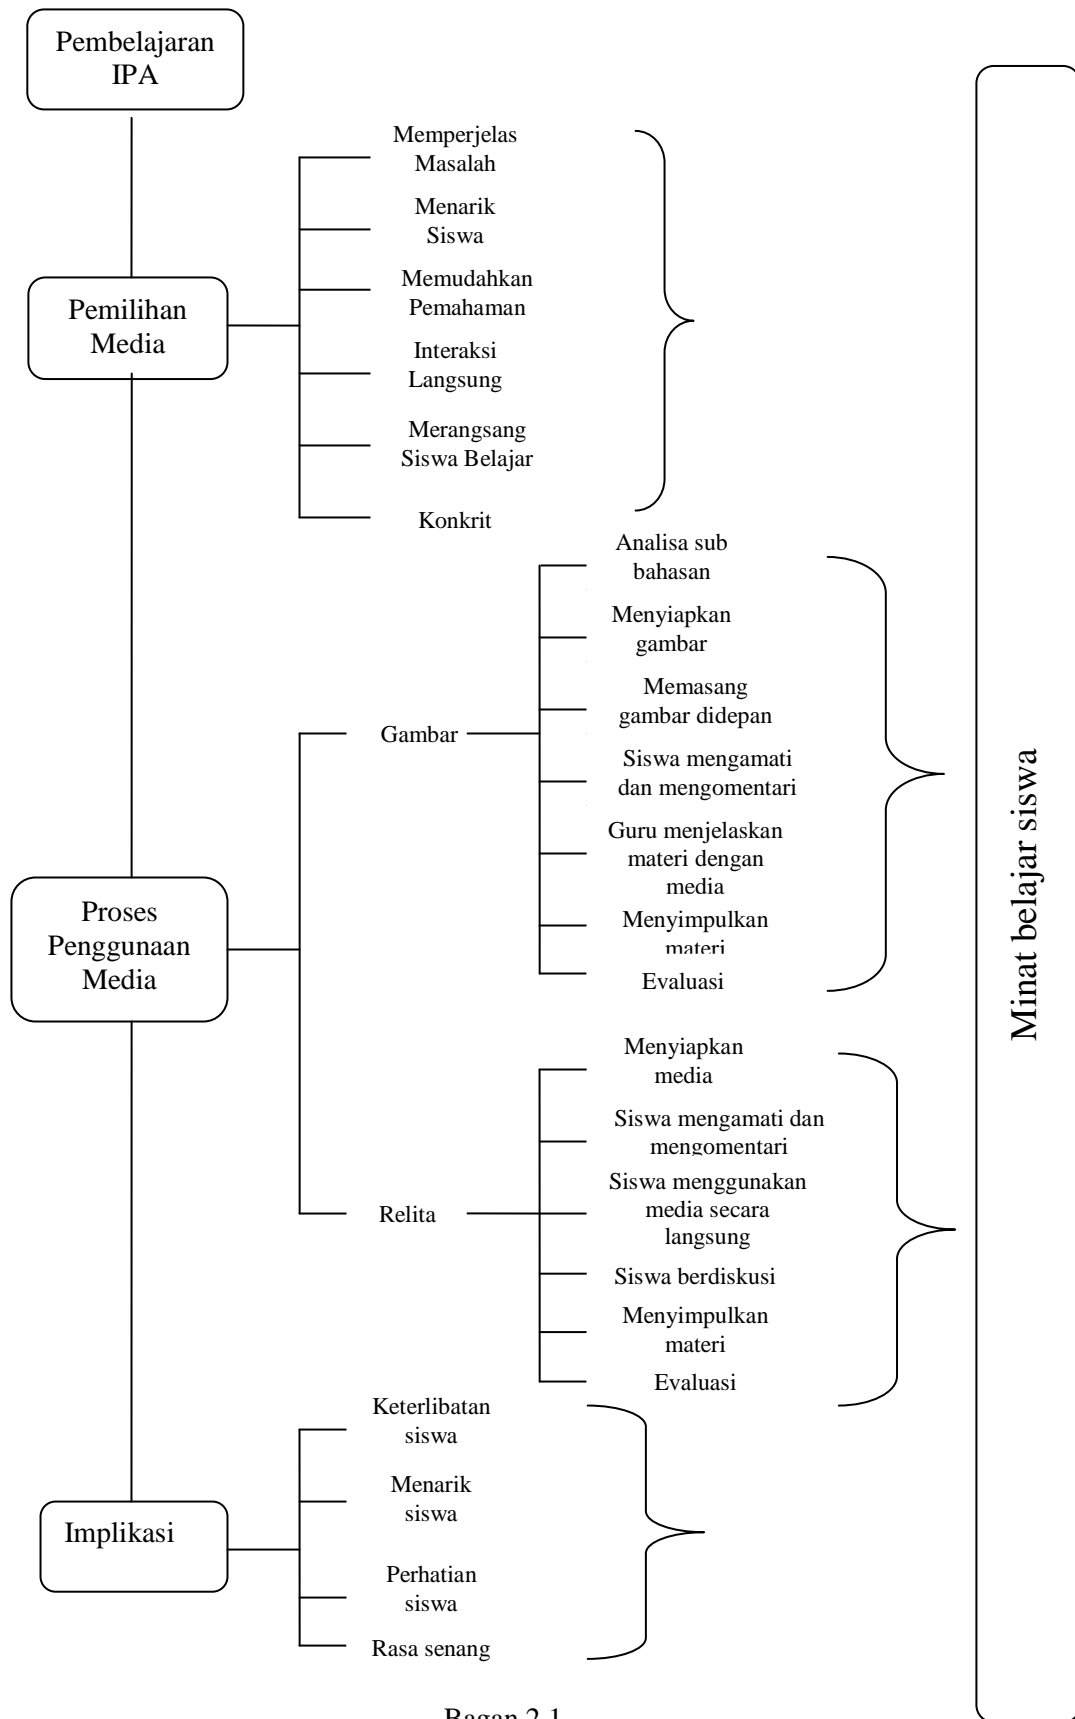 Pembelajaran
IPA
Memperjelas
Masalah
Menarik
Siswa
Memudahkan
Pemahaman
Pemilihan
Media
Interaksi
Langsung
Merangsang
Siswa Belajar
Konkrit
Analisa sub
bahasan
Menyiapkan
gambar
Memasang
gambar didepan
Gambar
Siswa mengamati
dan mengomentari
Guru menjelaskan
materi dengan
media
Menyimpulkan
materi
Evaluasi
Proses
Penggunaan
Media
Menyiapkan
media
Siswa mengamati dan
mengomentari
Siswa menggunakan
media secara
langsung
Relita
Siswa berdiskusi
Menyimpulkan
materi
Evaluasi
Keterlibatan
siswa
Menarik
siswa
Implikasi
Perhatian
siswa
Rasa senang
Minat belajar siswa
Bagan 2.1